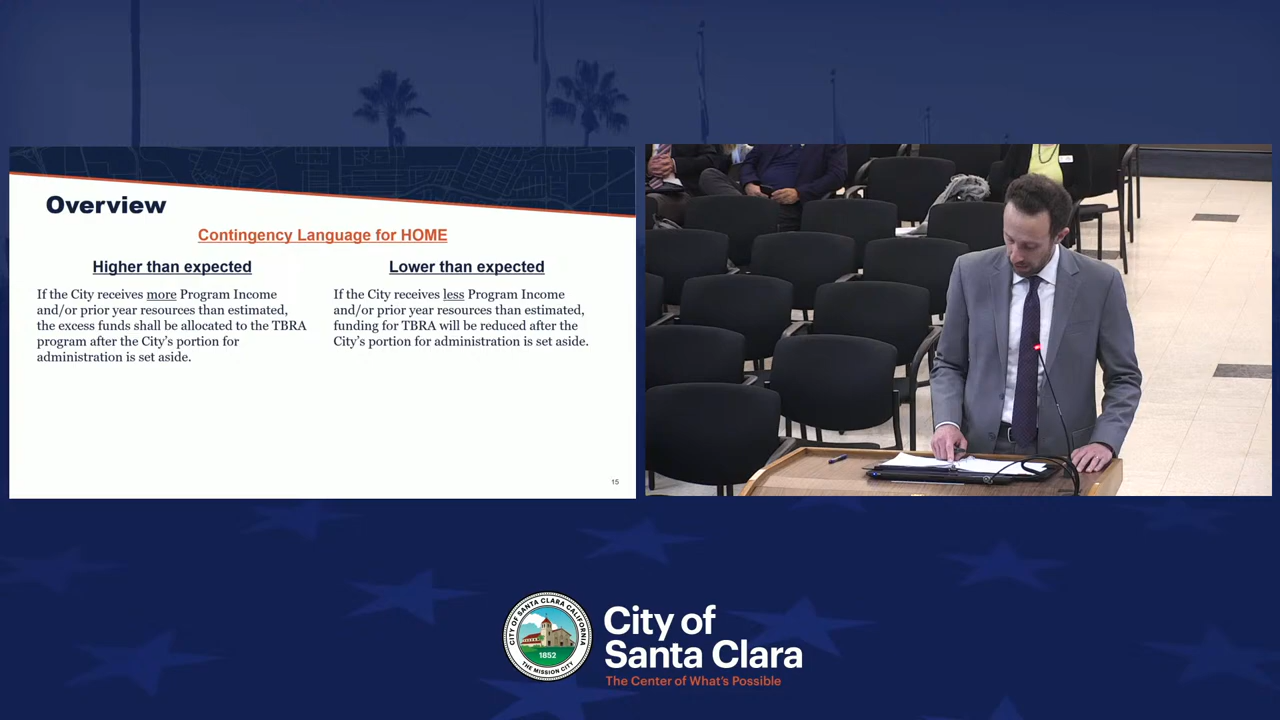 Overview
Contingency Language for HOME
Higher than expected
If the City receives more Program Income
and/or prior year resources than estimated,
the excess funds shall be allocated to the TBRA
program after the City's portion for
administration is set aside.
Lower than expected
If the City receives less Program Income
and/or prior year resources than estimated,
funding for TBRA will be reduced after the
City's portion for administration is set aside.
15
CITY OF SANTA CLARA CALIFORNIA
1852
THE MISSION CITY
City of
Santa Clara
The Center of What's Possible